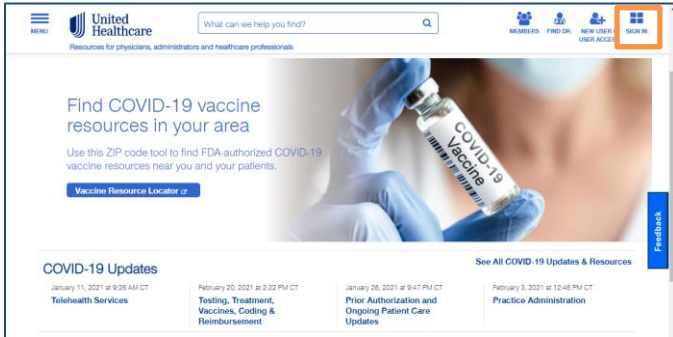 United
Healthcare
What can we help you find?
MENU
MEMBERS
FIND DR.
NEW USER
USER ACCES
SIGN IN
Resources for physicians, administrators and healthcare professionals
Find COVID-19 vaccine
resources in your area
Use this ZIP code tool to find FDA-authorized COVID-19
vaccine resources near you and your patients.
Vaccine Resource Locator
COVID-19
Vaccine
Feedback
COVID-19 Updates
See All COVID-19 Updates & Resources
January 11, 2021 at 9:26 AM CT
Telehealth Services
February 20, 2021 at 2:22 PM CT
Testing, Treatment,
Vaccines, Coding &
Reimbursement
January 28, 2021 at 9:47 PM CT
Prior Authorization and
Ongoing Patient Care
Updates
February 3, 2021 at 12:48 PM CT
Practice Administration